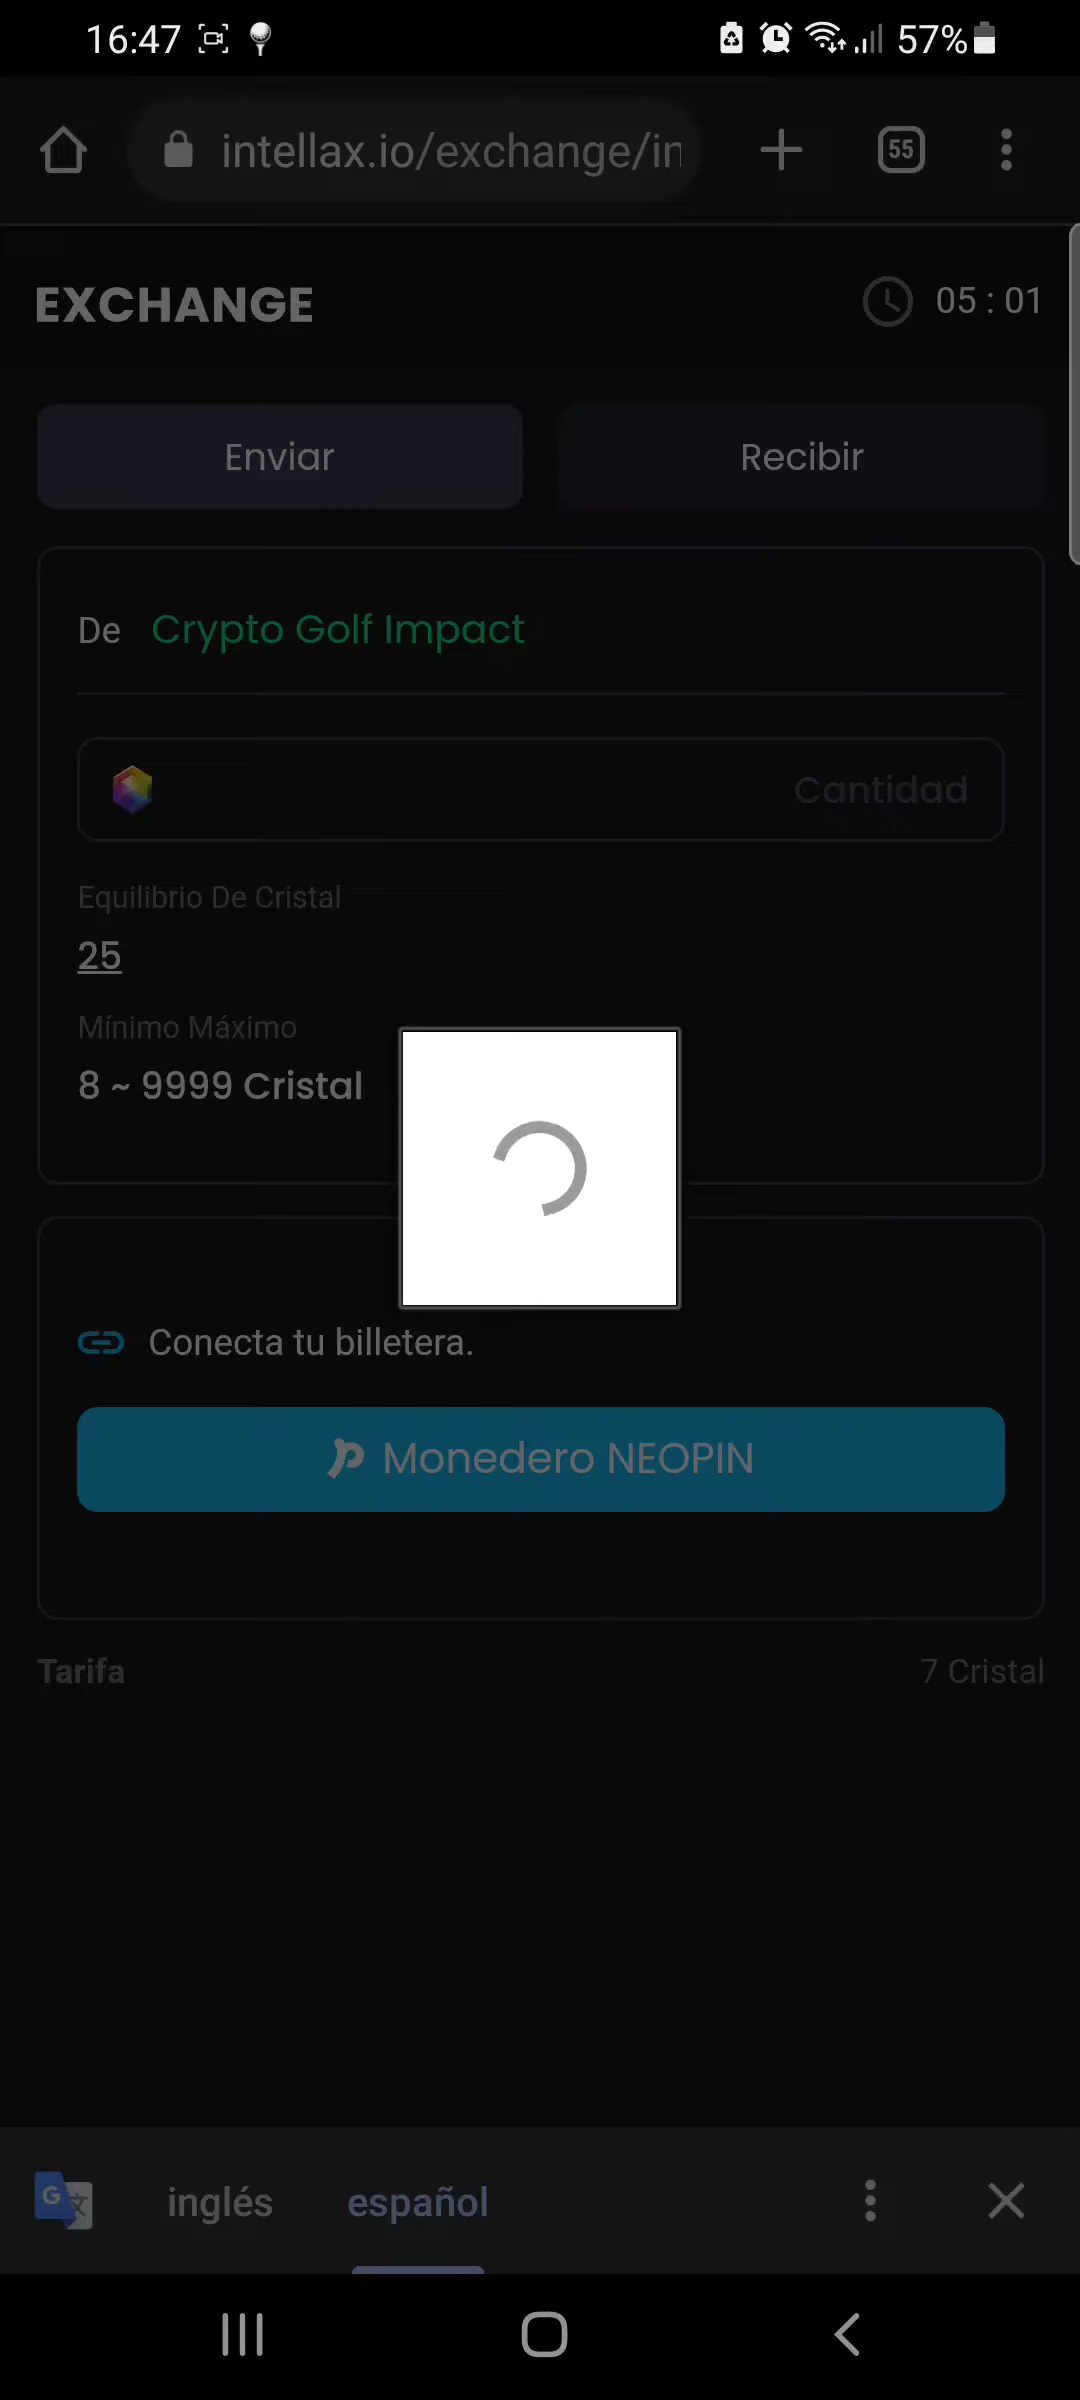 16:47
57%
intellax.io/exchange/in
55
EXCHANGE
05 : 01
Enviar
Recibir
De Crypto Golf Impact
Cantidad
Equilibrio De Cristal
25
Mínimo Máximo
8 ~ 9999 Cristal
Conecta tu billetera.
Monedero NEOPIN
Tarifa
7 Cristal
G
文
inglés
español